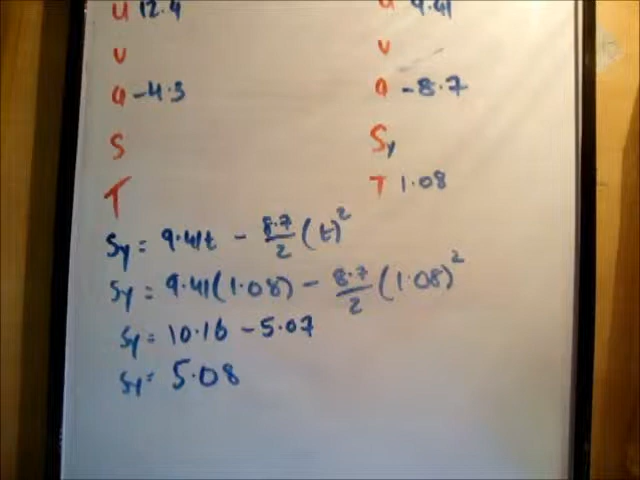 u 12.4 u 9.41
v v
a -4.3 a -8.7
S Sy
T T 1.08
Sy = 9.41t - 8.7/2 (t)²
Sy = 9.41(1.08) - 8.7/2 (1.08)²
Sy = 10.16 - 5.07
Sy = 5.08